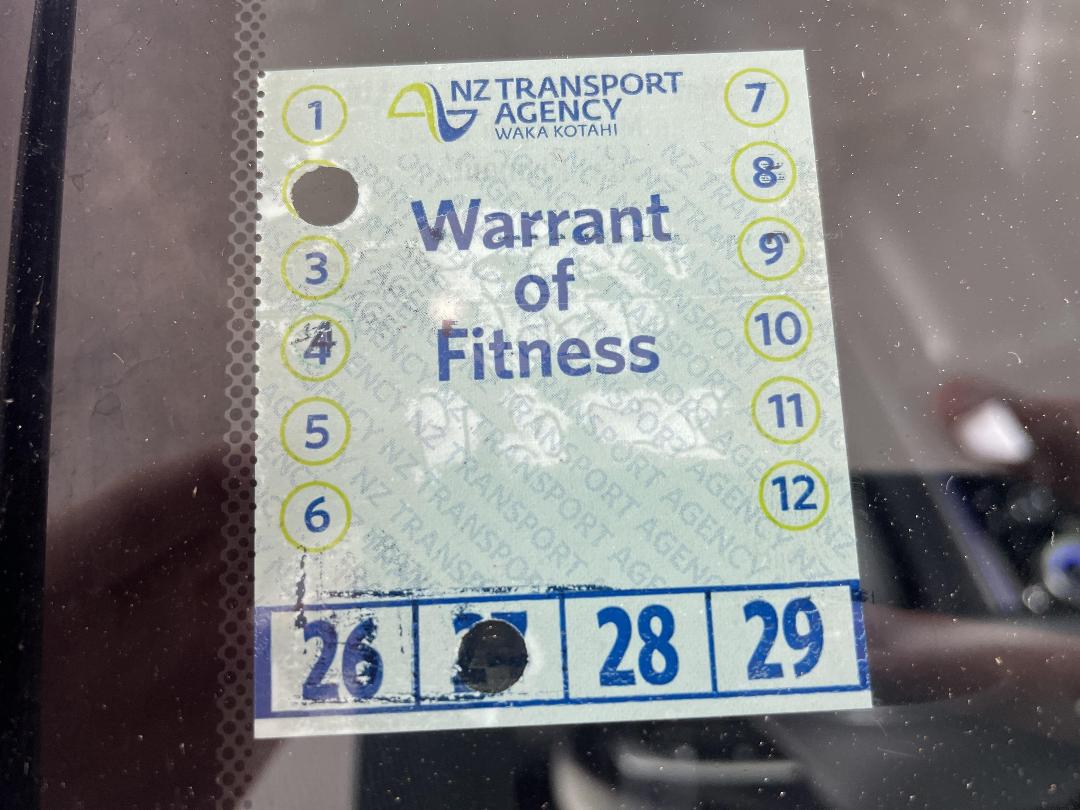 NZ TRANSPORT
AGENCY
WAKA KOTAHI
Warrant
of
Fitness
1
3
4
5
6
7
8
9
10
11
12
26
28
29